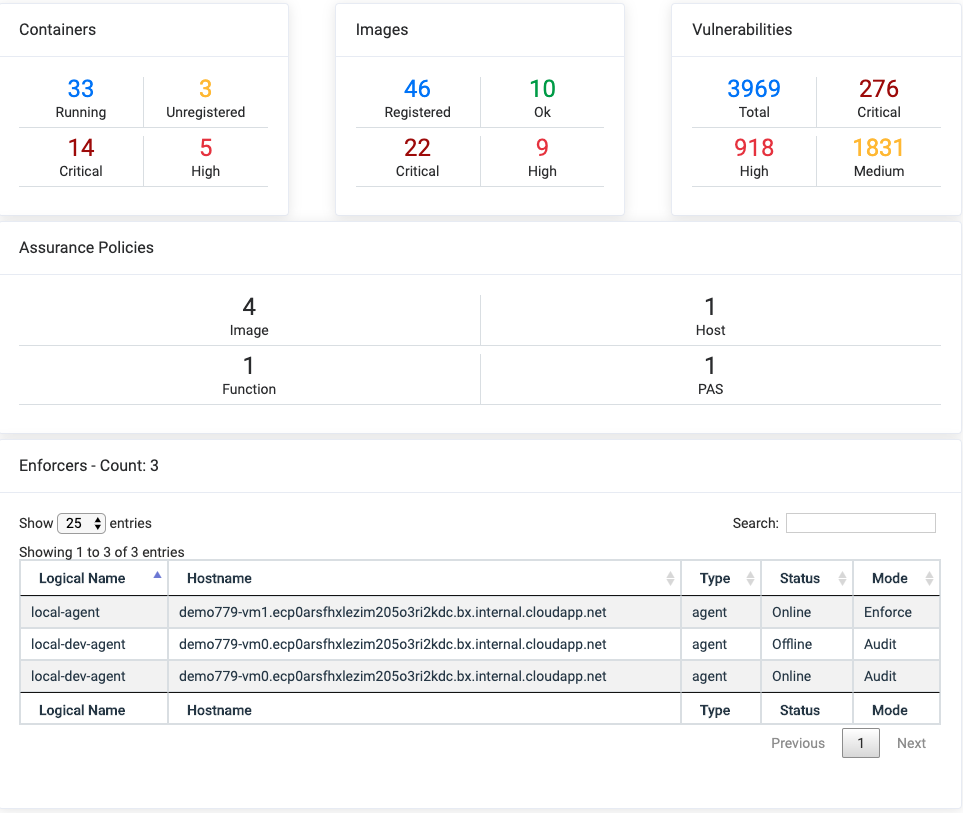 Containers
33
3
Running
Unregistered
14
5
Critical
High
Images
46
10
Registered
Ok
22
9
Critical
High
Vulnerabilities
3969
276
Total
Critical
918
1831
High
Medium
Assurance Policies
4
1
Image
Host
1
1
Function
PAS
Enforcers - Count: 3
Show 25 entries
Search:
Showing 1 to 3 of 3 entries
Logical Name Hostname Type Status Mode
local-agent demo779-vm1.ecp0arsfhxlezim205o3ri2kdc.bx.internal.cloudapp.net agent Online Enforce
local-dev-agent demo779-vm0.ecp0arsfhxlezim205o3ri2kdc.bx.internal.cloudapp.net agent Offline Audit
local-dev-agent demo779-vm0.ecp0arsfhxlezim205o3ri2kdc.bx.internal.cloudapp.net agent Online Audit
Logical Name Hostname Type Status Mode
Previous 1 Next